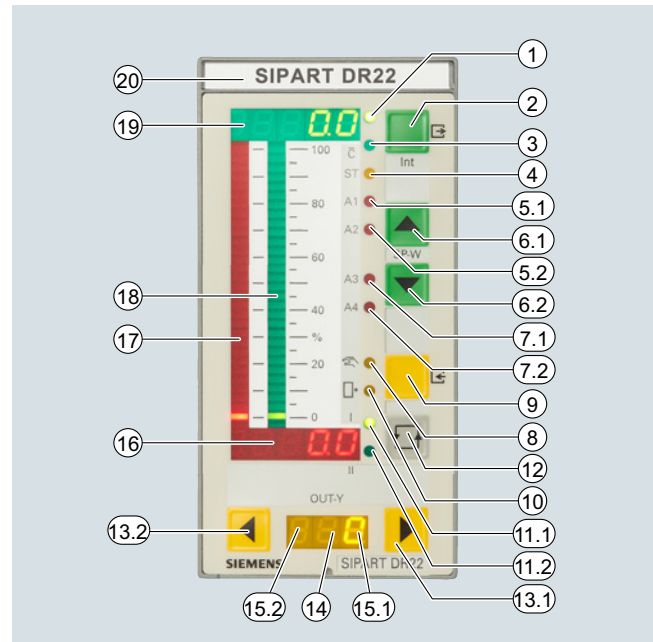 1
20 SIPART DR22
2
19 0.0
Int
3
100
ST 4
A1 5.1
80
A2 6.1
SP-W
60 5.2
18 A3 6.2
17 40 A4 7.1
%
20 7.2
9
0 I
16 0.0 8
12
II
10
OUT-Y
13.2 11.1
0
11.2
SIEMENS SIPART DR22
15.2 14 15.1 13.1